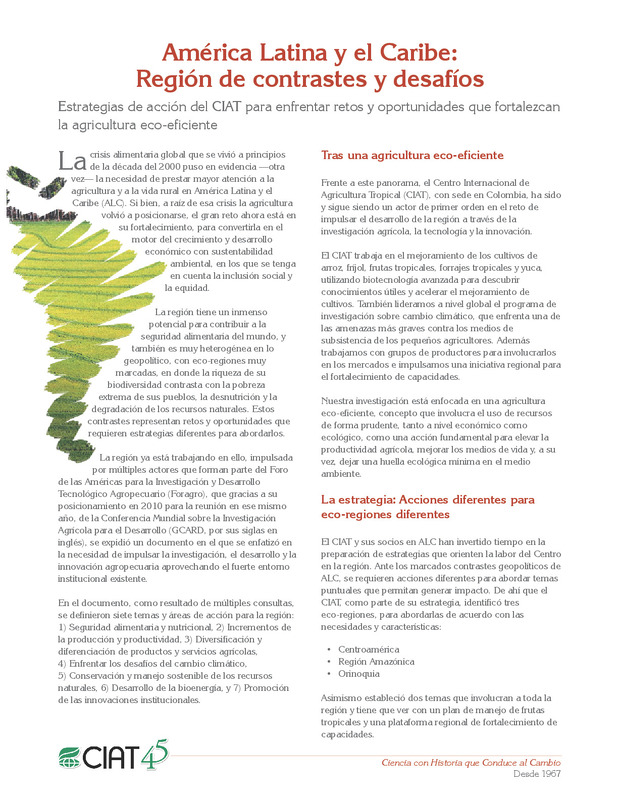 América Latina y el Caribe:
Región de contrastes y desafíos
Estrategias de acción del CIAT para enfrentar retos y oportunidades que fortalezcan
la agricultura eco-eficiente
La crisis alimentaria global que se vivió a principios
de la década del 2000 puso en evidencia —otra
vez— la necesidad de prestar mayor atención a la
agricultura y a la vida rural en América Latina y el
Caribe (ALC). Si bien, a raíz de esa crisis la agricultura
volvió a posicionarse, el gran reto ahora está en
su fortalecimiento, para convertirla en el
motor del crecimiento y desarrollo
económico con sustentabilidad
ambiental, en los que se tenga
en cuenta la inclusión social y
la equidad.
La región tiene un inmenso
potencial para contribuir a la
seguridad alimentaria del mundo, y
también es muy heterogénea en lo
geopolítico, con eco-regiones muy
marcadas, en donde la riqueza de su
biodiversidad contrasta con la pobreza
extrema de sus pueblos, la desnutrición y la
degradación de los recursos naturales. Estos
contrastes representan retos y oportunidades que
requieren estrategias diferentes para abordarlos.
La región ya está trabajando en ello, impulsada
por múltiples actores que forman parte del Foro
de las Américas para la Investigación y Desarrollo
Tecnológico Agropecuario (Foragro), que gracias a su
posicionamiento en 2010 para la reunión en ese mismo
año, de la Conferencia Mundial sobre la Investigación
Agrícola para el Desarrollo (GCARD, por sus siglas en
inglés), se expidió un documento en el que se enfatizó en
la necesidad de impulsar la investigación, el desarrollo y la
innovación agropecuaria aprovechando el fuerte entorno
institucional existente.
En el documento, como resultado de múltiples consultas,
se definieron siete temas y áreas de acción para la región:
1) Seguridad alimentaria y nutricional, 2) Incrementos de
la producción y productividad, 3) Diversificación y
diferenciación de productos y servicios agrícolas,
4) Enfrentar los desafíos del cambio climático,
5) Conservación y manejo sostenible de los recursos
naturales, 6) Desarrollo de la bioenergía, y 7) Promoción
de las innovaciones institucionales.
Tras una agricultura eco-eficiente
Frente a este panorama, el Centro Internacional de
Agricultura Tropical (CIAT), con sede en Colombia, ha sido
y sigue siendo un actor de primer orden en el reto de
impulsar el desarrollo de la región a través de la
investigación agrícola, la tecnología y la innovación.
El CIAT trabaja en el mejoramiento de los cultivos de
arroz, fríjol, frutas tropicales, forrajes tropicales y yuca,
utilizando biotecnología avanzada para descubrir
conocimientos útiles y acelerar el mejoramiento de
cultivos. También lideramos a nivel global el programa de
investigación sobre cambio climático, que enfrenta una de
las amenazas más graves contra los medios de
subsistencia de los pequeños agricultores. Además
trabajamos con grupos de productores para involucrarlos
en los mercados e impulsamos una iniciativa regional para
el fortalecimiento de capacidades.
Nuestra investigación está enfocada en una agricultura
eco-eficiente, concepto que involucra el uso de recursos
de forma prudente, tanto a nivel económico como
ecológico, como una acción fundamental para elevar la
productividad agrícola, mejorar los medios de vida y, a su
vez, dejar una huella ecológica mínima en el medio
ambiente.
La estrategia: Acciones diferentes para
eco-regiones diferentes
El CIAT y sus socios en ALC han invertido tiempo en la
preparación de estrategias que orienten la labor del Centro
en la región. Ante los marcados contrastes geopolíticos de
ALC, se requieren acciones diferentes para abordar temas
puntuales que permitan generar impacto. De ahí que el
CIAT, como parte de su estrategia, identificó tres
eco-regiones, para abordarlas de acuerdo con las
necesidades y características:
• Centroamérica
• Región Amazónica
• Orinoquia
Asimismo estableció dos temas que involucran a toda la
región y tiene que ver con un plan de manejo de frutas
tropicales y una plataforma regional de fortalecimiento de
capacidades.
CIAT 45
Ciencia con Historia que Conduce al Cambio
Desde 1967